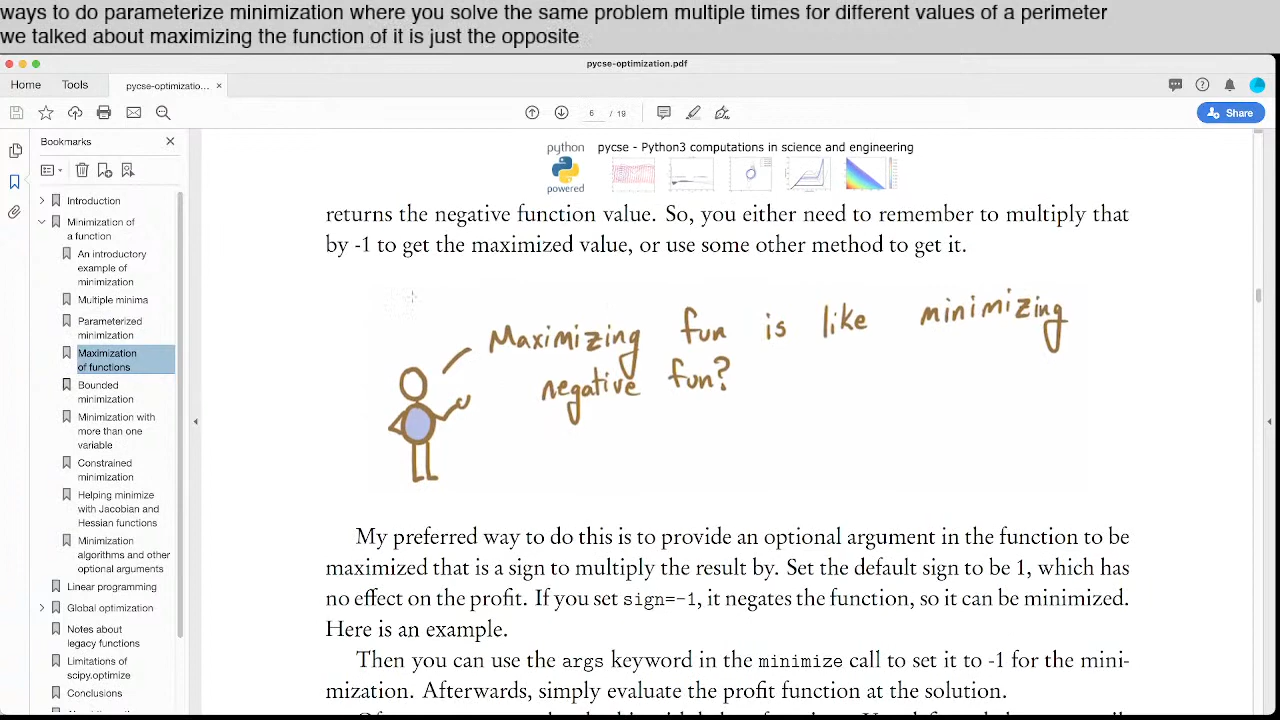 ways to do parameterize minimization where you solve the same problem multiple times for different values of a perimeter
we talked about maximizing the function of it is just the opposite
pycse-optimization.pdf
Home Tools pycse-optimizatio... ×
6 / 19
Share
Bookmarks
Introduction
Minimization of
a function
An introductory
example of
minimization
Multiple minima
Parameterized
minimization
Maximization
of functions
Bounded
minimization
Minimization with
more than one
variable
Constrained
minimization
Helping minimize
with Jacobian and
Hessian functions
Minimization
algorithms and other
optional arguments
Linear programming
Global optimization
Notes about
legacy functions
Limitations of
scipy.optimize
Conclusions
python
powered
pycse - Python3 computations in science and engineering
returns the negative function value. So, you either need to remember to multiply that
by -1 to get the maximized value, or use some other method to get it.
Maximizing fun is like minimizing
negative fun?
My preferred way to do this is to provide an optional argument in the function to be
maximized that is a sign to multiply the result by. Set the default sign to be 1, which has
no effect on the profit. If you set sign=-1, it negates the function, so it can be minimized.
Here is an example.
Then you can use the args keyword in the minimize call to set it to -1 for the mini-
mization. Afterwards, simply evaluate the profit function at the solution.